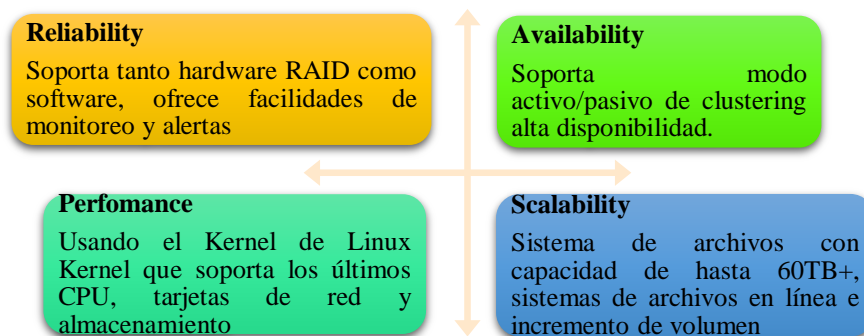 Reliability
Soporta tanto hardware RAID como
software, ofrece facilidades de
monitoreo y alertas
Availability
Soporta modo
activo/pasivo de clustering
alta disponibilidad.
Perfomance
Usando el Kernel de Linux
Kernel que soporta los últimos
CPU, tarjetas de red y
almacenamiento
Scalability
Sistema de archivos con
capacidad de hasta 60TB+,
sistemas de archivos en línea e
incremento de volumen